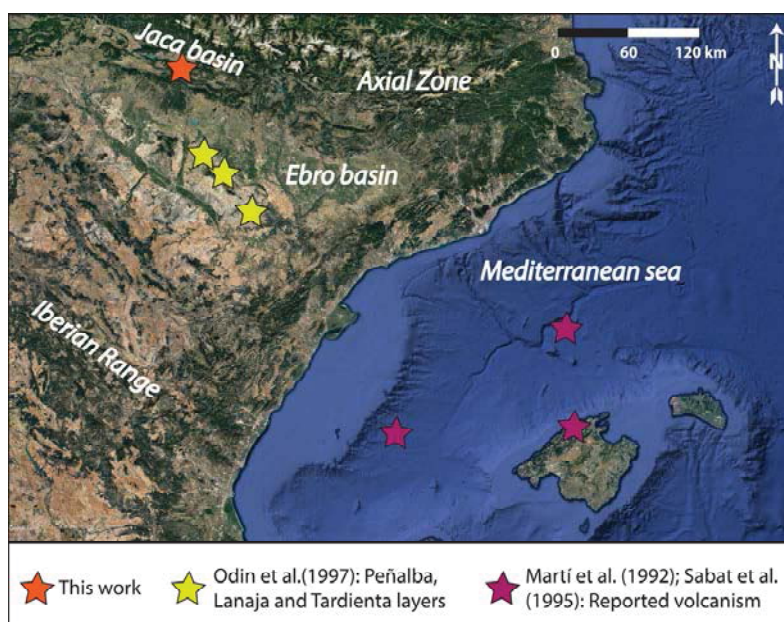 Jaca basin
Axial Zone
0 60 120 km
N
Ebro basin
Mediterranean sea
Iberian Range
This work
Odin et al.(1997): Peñalba,
Lanaja and Tardienta layers
Martí et al. (1992); Sabat et al.
(1995): Reported volcanism